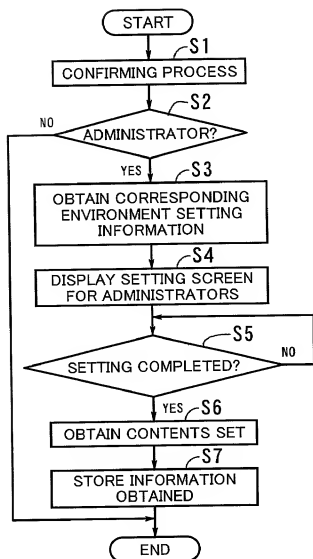 START
S1
CONFIRMING PROCESS
S2
NO
ADMINISTRATOR?
YES
S3
OBTAIN CORRESPONDING
ENVIRONMENT SETTING
INFORMATION
S4
DISPLAY SETTING SCREEN
FOR ADMINISTRATORS
S5
SETTING COMPLETED?
NO
YES
S6
OBTAIN CONTENTS SET
S7
STORE INFORMATION
OBTAINED
END